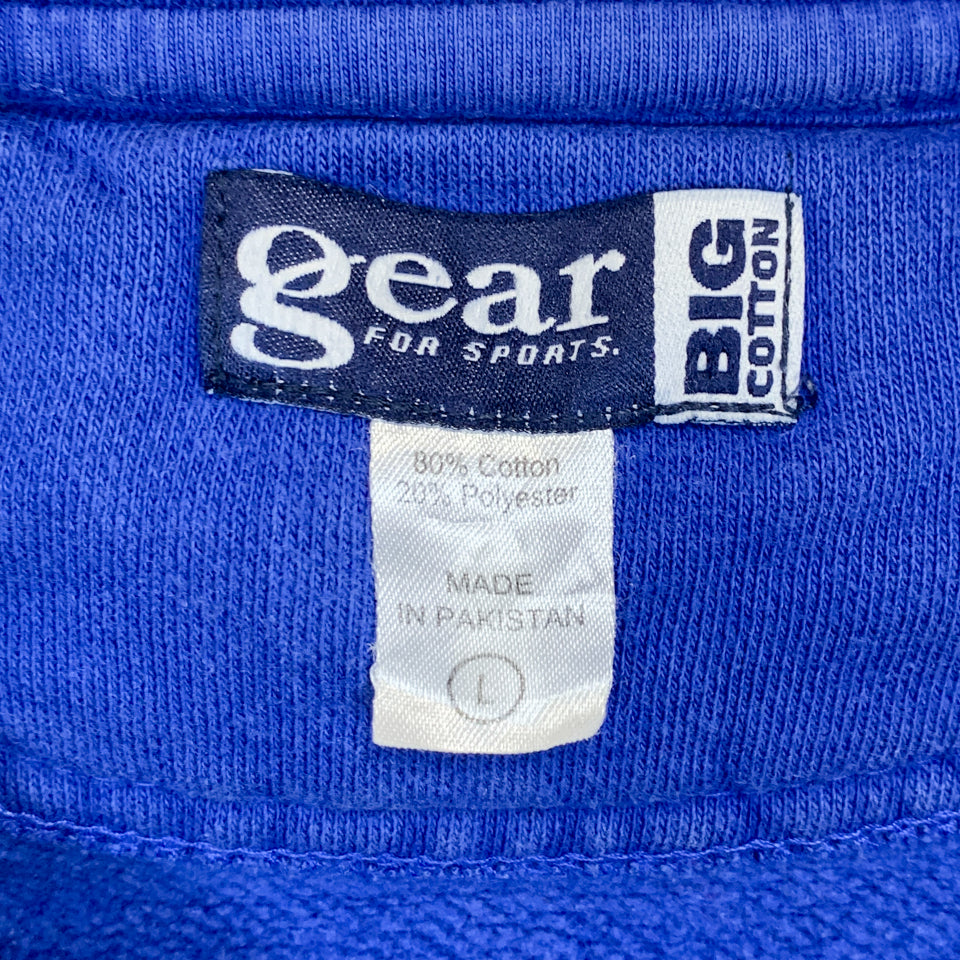 gear
FOR SPORTS.
BIG
COTTON
80% Cotton
20% Polyester
MADE
IN PAKISTAN
L